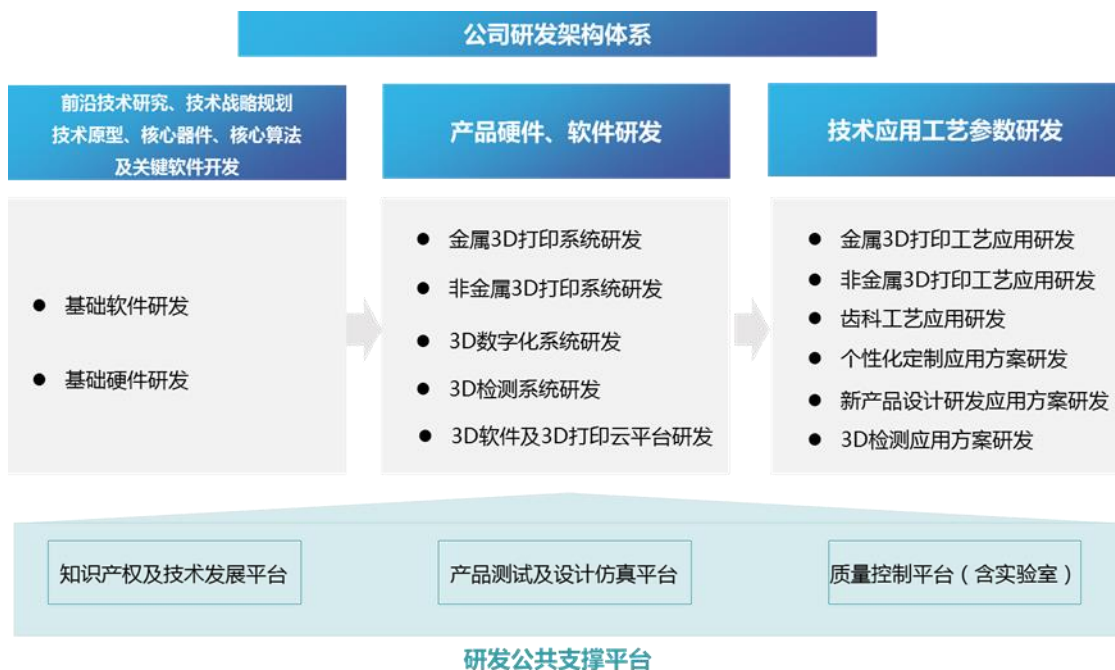 公司研发架构体系
前沿技术研究、技术战略规划
技术原型、核心器件、核心算法
及关键软件开发
● 基础软件研发
● 基础硬件研发
产品硬件、软件研发
● 金属3D打印系统研发
● 非金属3D打印系统研发
● 3D数字化系统研发
● 3D检测系统研发
● 3D软件及3D打印云平台研发
技术应用工艺参数研发
● 金属3D打印工艺应用研发
● 非金属3D打印工艺应用研发
● 齿科工艺应用研发
● 个性化定制应用方案研发
● 新产品设计研发应用方案研发
● 3D检测应用方案研发
知识产权及技术发展平台
产品测试及设计仿真平台
质量控制平台（含实验室）
研发公共支撑平台